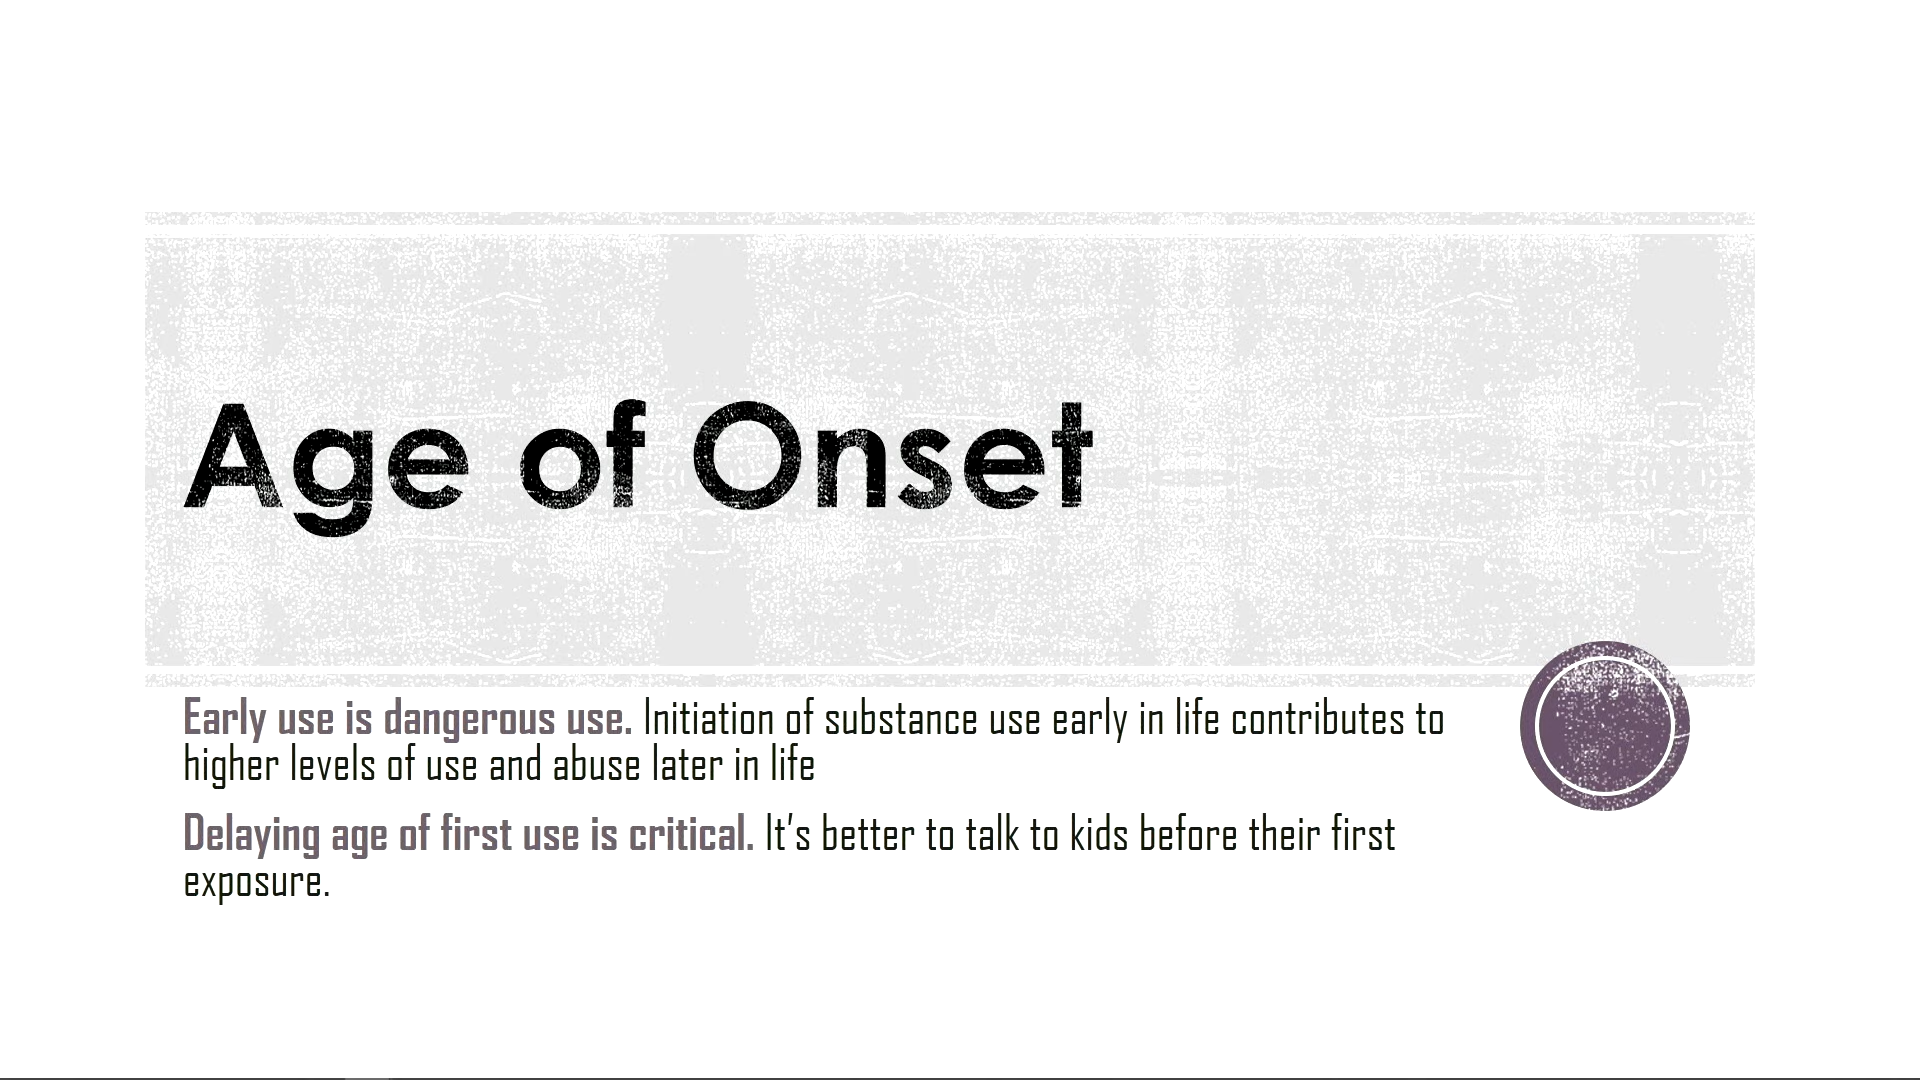 Age of Onset
Early use is dangerous use. Initiation of substance use early in life contributes to
higher levels of use and abuse later in life
Delaying age of first use is critical. It’s better to talk to kids before their first
exposure.